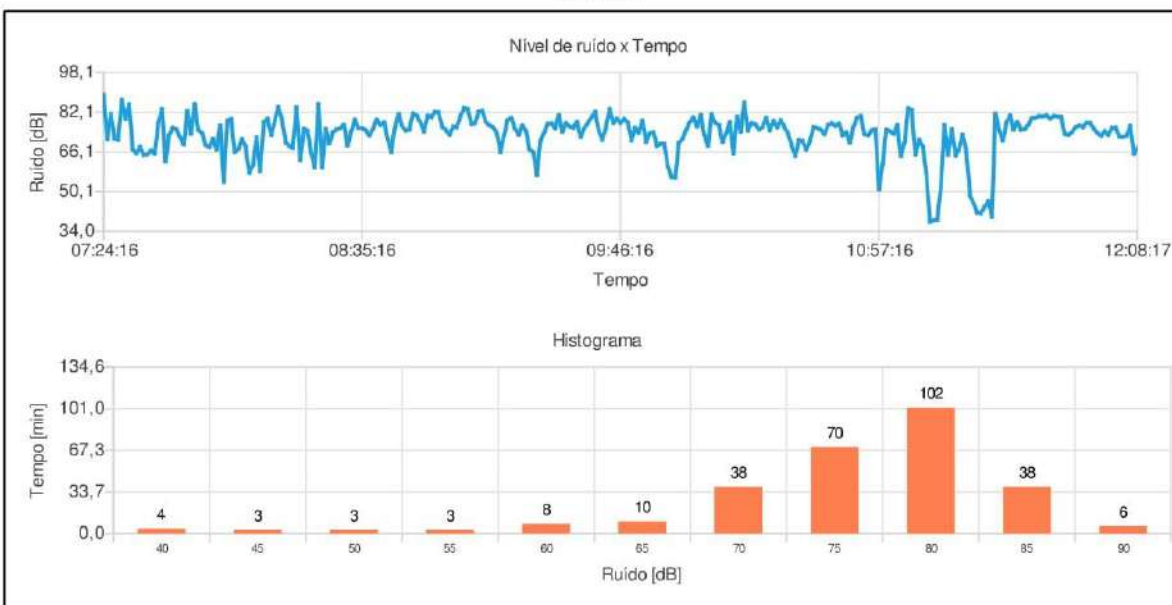 Nível de ruído x Tempo
98,1
82,1
66,1
50,1
34,0
Ruído [dB]
07:24:16 08:35:16 09:46:16 10:57:16 12:08:17
Tempo
Histograma
134,6
101,0
67,3
33,7
0,0
Tempo [min]
4 3 3 3 8 10 38 70 102 38 6
40 45 50 55 60 65 70 75 80 85 90
Ruído [dB]